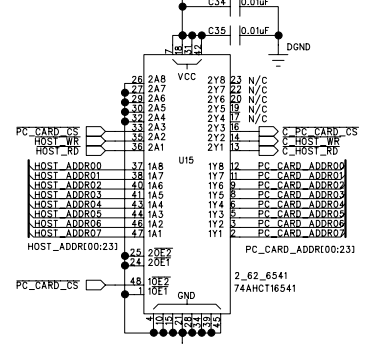 C34 0.01uF
C35 0.01uF
DGND
7 18 31 42
VCC
26 2A8 2Y8 23 N/C
27 2A7 2Y7 22 N/C
29 2A6 2Y6 20 N/C
30 2A5 2Y5 19 N/C
32 2A4 2Y4 17 N/C
PC_CARD_CS 33 2A3 2Y3 16 C_PC_CARD_CS
HOST_WR 35 2A2 2Y2 14 C_HOST_WR
HOST_RD 36 2A1 2Y1 13 C_HOST_RD
U15
HOST_ADDR00 37 1A8 1Y8 12 PC_CARD_ADDR00
HOST_ADDR01 38 1A7 1Y7 11 PC_CARD_ADDR01
HOST_ADDR02 40 1A6 1Y6 9 PC_CARD_ADDR02
HOST_ADDR03 41 1A5 1Y5 8 PC_CARD_ADDR03
HOST_ADDR04 43 1A4 1Y4 6 PC_CARD_ADDR04
HOST_ADDR05 44 1A3 1Y3 5 PC_CARD_ADDR05
HOST_ADDR06 46 1A2 1Y2 3 PC_CARD_ADDR06
HOST_ADDR07 47 1A1 1Y1 2 PC_CARD_ADDR07
HOST_ADDR[00:23] PC_CARD_ADDR[00:23]
25 2OE2
24 2OE1
PC_CARD_CS 48 1OE2
1 1OE1
2_62_6541
74AHCT16541
GND
4 10 15 21 28 34 39 45